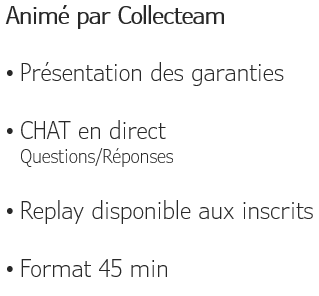 Animé par Collecteam
• Présentation des garanties
• CHAT en direct
Questions/Réponses
• Replay disponible aux inscrits
• Format 45 min